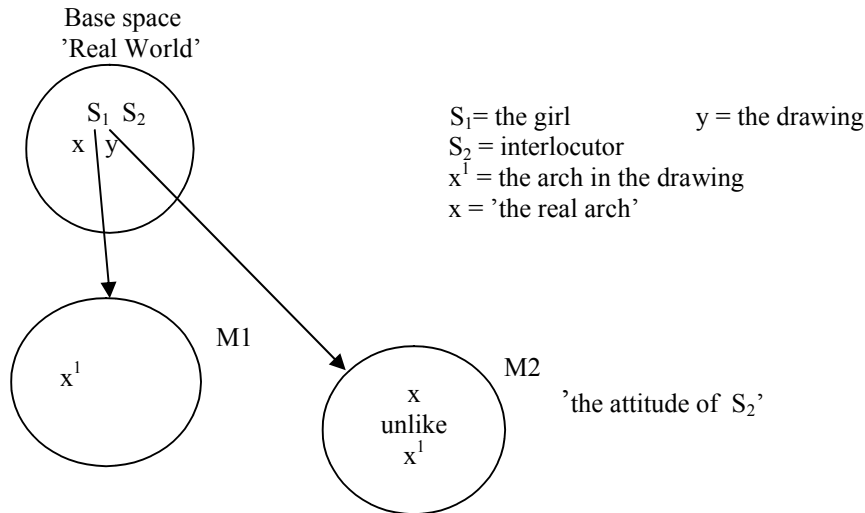 Base space
’Real World’
S₁ S₂
x y
S₁= the girl y = the drawing
S₂ = interlocutor
x¹ = the arch in the drawing
x = ’the real arch’
M1
x¹
M2
x
unlike
x¹
’the attitude of S₂’